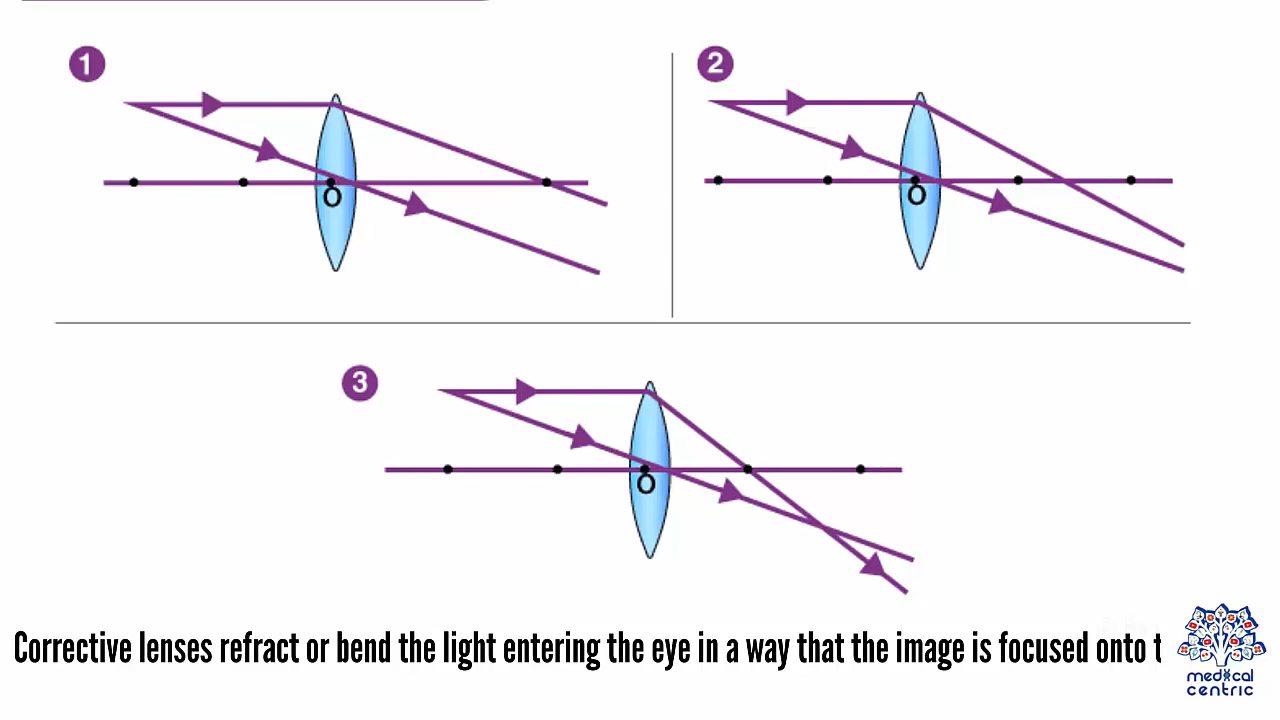 1
2
O
O
3
O
Corrective lenses refract or bend the light entering the eye in a way that the image is focused onto t
medical
centric